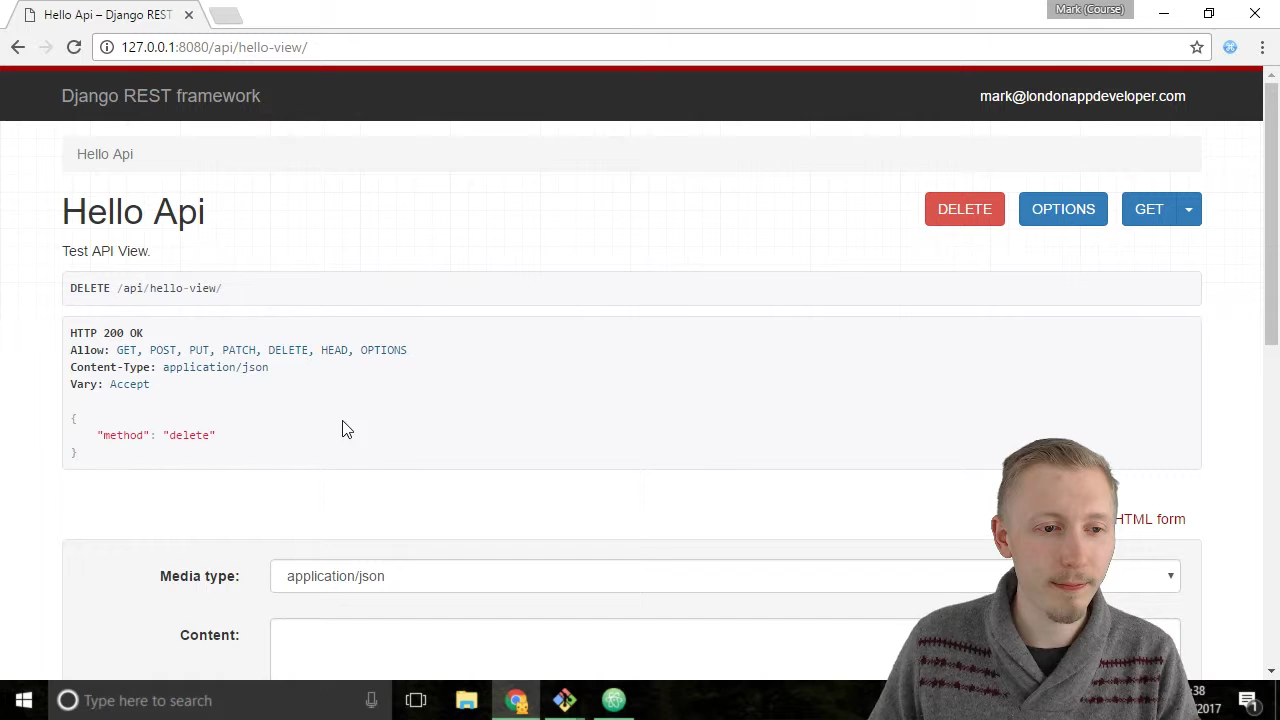 Hello Api – Django REST
Mark (Course)
127.0.0.1:8080/api/hello-view/
Django REST framework
mark@londonappdeveloper.com
Hello Api
Hello Api
DELETE
OPTIONS
GET
Test API View.
DELETE /api/hello-view/
HTTP 200 OK
Allow: GET, POST, PUT, PATCH, DELETE, HEAD, OPTIONS
Content-Type: application/json
Vary: Accept
{
"method": "delete"
}
HTML form
Media type:
application/json
Content:
Type here to search
:38
2017
1